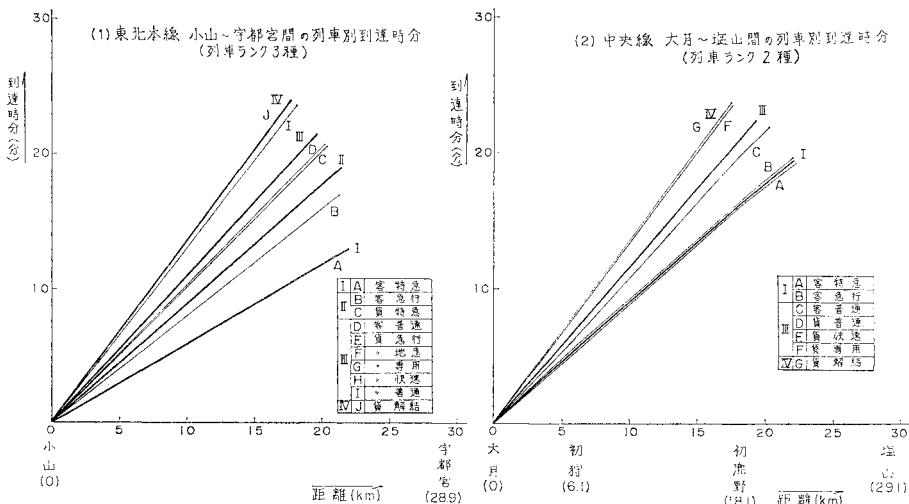 (1) 東北本線 小山~宇都宮間の列車別到達時分
(列車ランク3種)
到達時分(分)
30
20
10
0
5
10
15
20
25
30
J
IV
I
III
D
C
II
B
I
A
I A 客特急
II B 客急行
C 貨特急
III D 客普通
E 貨急行
F 〃地急
G 〃専用
H 〃快速
I 〃普通
IV J 貨解結
小山
(0)
距離(km)
宇都宮
(28.9)
(2) 中央線 大月~塩山間の列車別到達時分
(列車ランク2種)
到達時分(分)
30
20
10
0
5
10
15
20
25
30
G
IV
F
III
C
B
I
A
I A 客特急
B 客急行
III C 客普通
D 貨普通
E 貨快速
F 貨専用
IV G 貨解結
大月
(0)
初狩
(6.1)
初鹿野
(18.1)
距離(km)
塩山
(29.1)